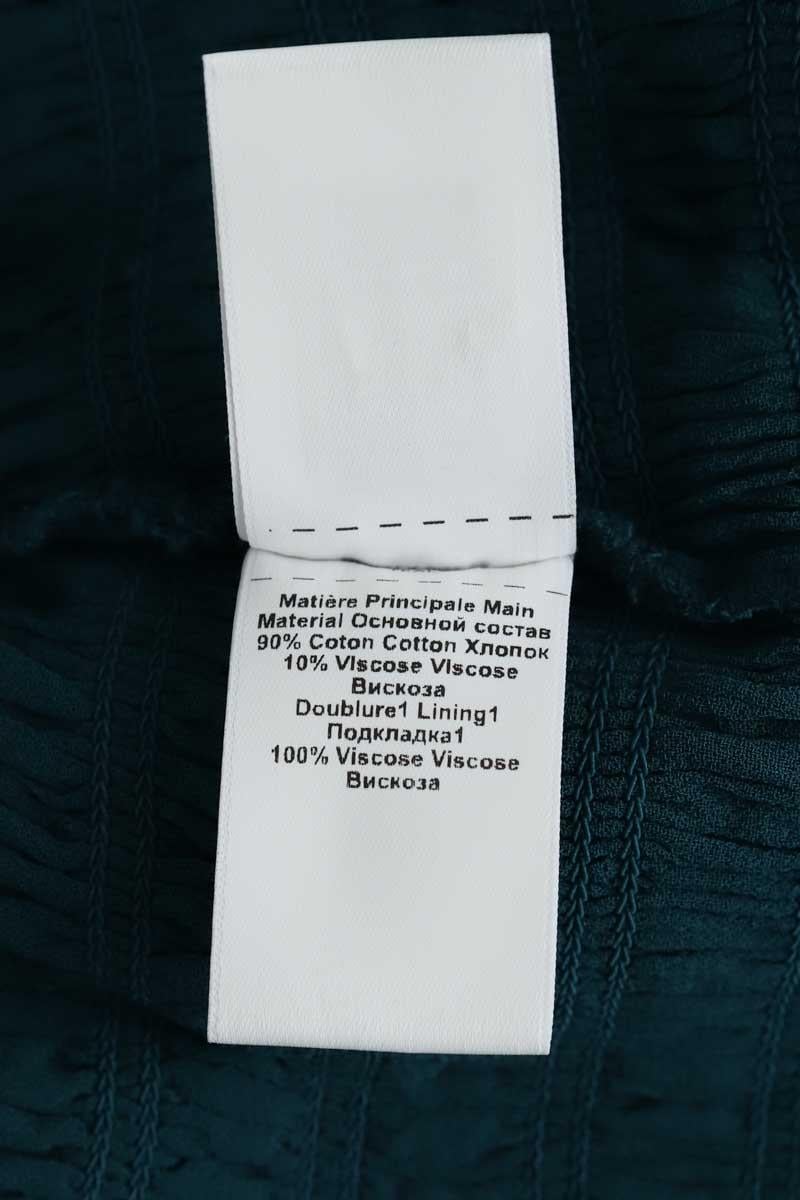 Matière Principale Main
Material Основной состав
90% Coton Cotton Хлопок
10% VIscose VIscose
Вискоза
Doublure1 Lining1
Подкладка1
100% Viscose Viscose
Вискоза